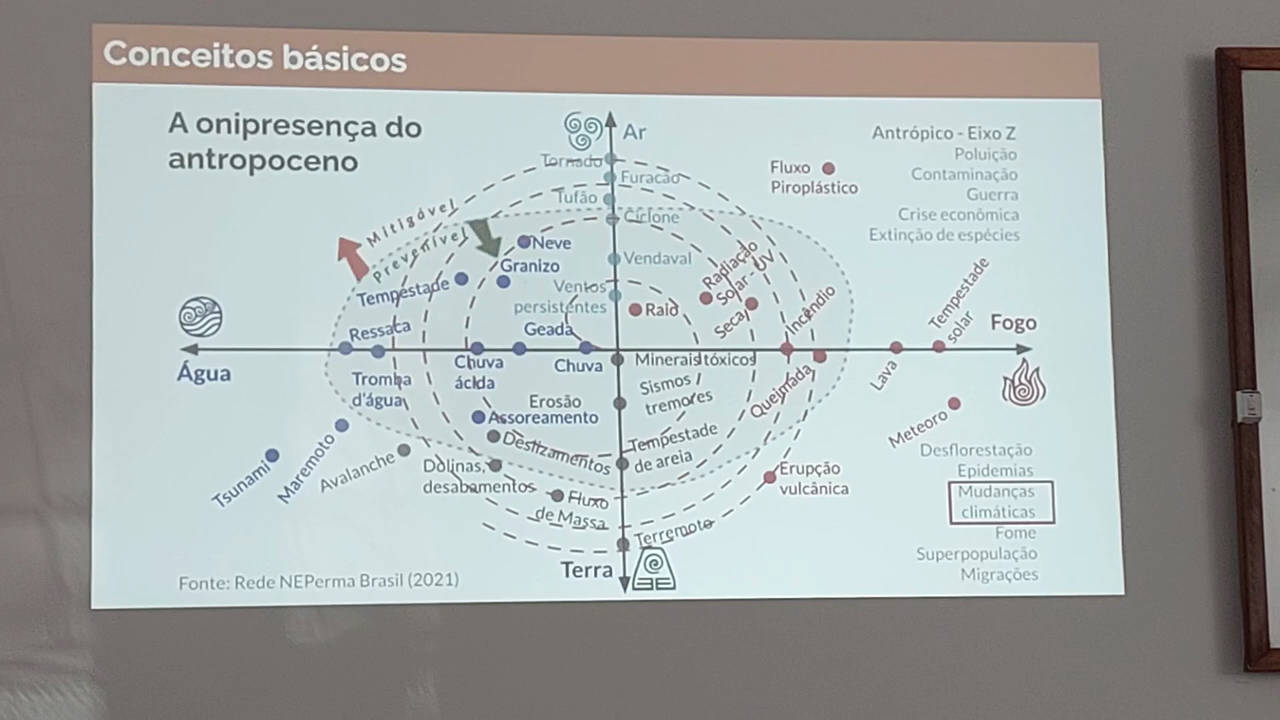 Conceitos básicos
A onipresença do
antropoceno
Ar
Tornado
Furacão
Tufão
Ciclone
Vendaval
Ventos
persistentes
Mitigável
Prevenível
Neve
Granizo
Tempestade
Ressaca
Geada
Chuva
Chuva
ácida
Tromba
d'água
Água
Raio
Radiação
Solar - UV
Seca
Incêndio
Queimada
Fluxo
Piroplástico
Antrópico - Eixo Z
Poluição
Contaminação
Guerra
Crise econômica
Extinção de espécies
Tempestade
solar
Fogo
Lava
Meteoro
Minerais tóxicos
Sismos /
tremores
Erosão
Assoreamento
Deslizamentos
Tempestade
de areia
Dolinas,
desabamentos
Fluxo
de Massa
Terremoto
Terra
Erupção
vulcânica
Tsunami
Maremoto
Avalanche
Desflorestação
Epidemias
Mudanças
climáticas
Fome
Superpopulação
Migrações
Fonte: Rede NEPerma Brasil (2021)